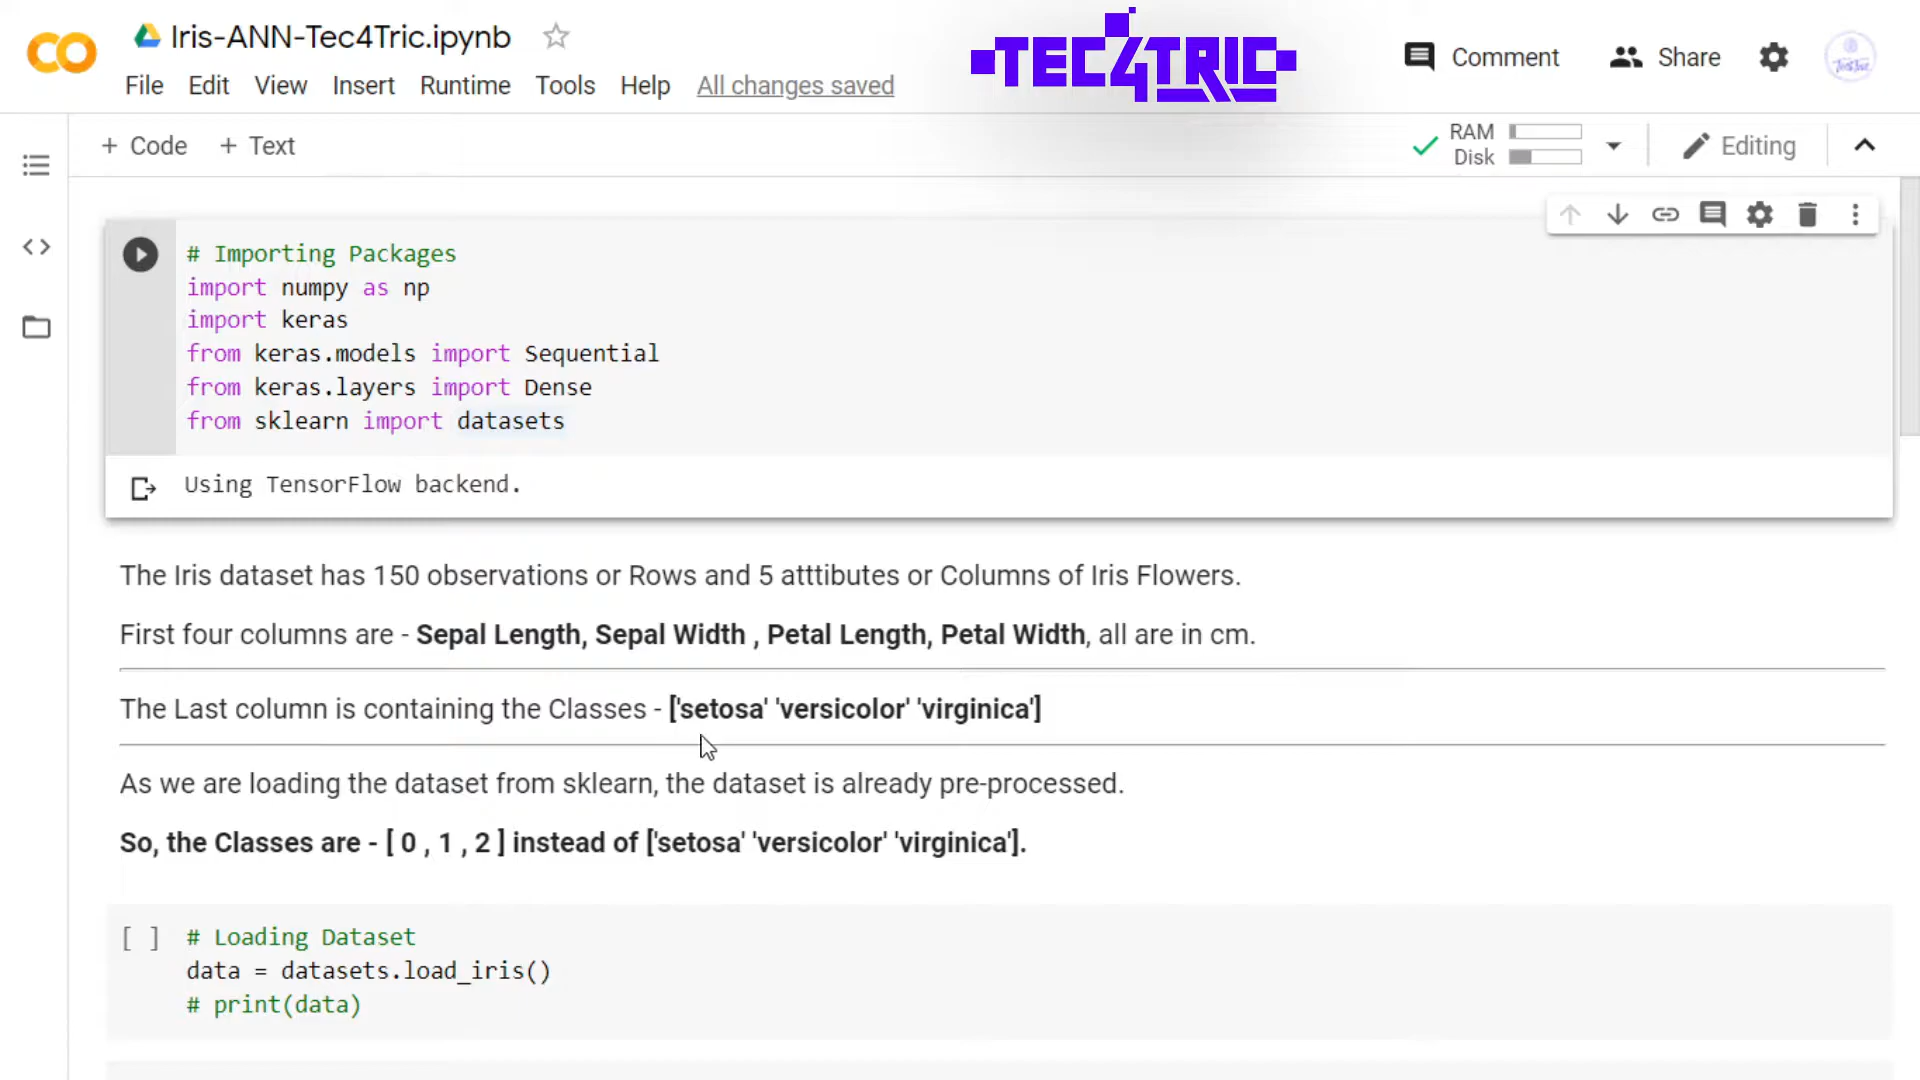 Iris-ANN-Tec4Tric.ipynb
TEC4TRIC
Comment
Share
File Edit View Insert Runtime Tools Help All changes saved
+ Code + Text
RAM
Disk
Editing
# Importing Packages
import numpy as np
import keras
from keras.models import Sequential
from keras.layers import Dense
from sklearn import datasets
Using TensorFlow backend.
The Iris dataset has 150 observations or Rows and 5 atttibutes or Columns of Iris Flowers.
First four columns are - Sepal Length, Sepal Width , Petal Length, Petal Width, all are in cm.
The Last column is containing the Classes - ['setosa' 'versicolor' 'virginica']
As we are loading the dataset from sklearn, the dataset is already pre-processed.
So, the Classes are - [ 0 , 1 , 2 ] instead of ['setosa' 'versicolor' 'virginica'].
[ ] # Loading Dataset
data = datasets.load_iris()
# print(data)